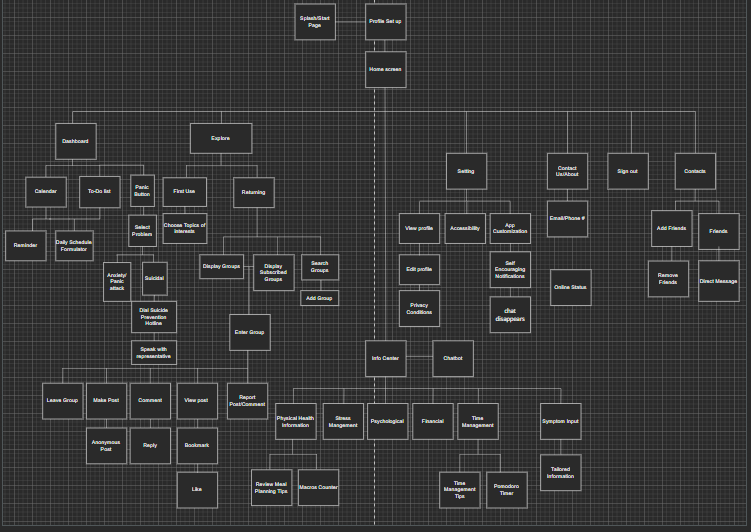 Splash/Start
Page
Profile Set up
Home screen
Dashboard
Explore
Setting
Contact
Us/About
Sign out
Contacts
Calendar
To-Do list
Panic
Button
First Use
Returning
View profile
Accessibility
App
Customization
Email/Phone #
Add Friends
Friends
Reminder
Daily Schedule
Formulator
Select
Problem
Choose Topics of
Interests
Display Groups
Display
Subscribed
Groups
Search
Groups
Add Group
Edit profile
Self
Encouraging
Notifications
Online Status
Remove
Friends
Direct Message
Anxiety/
Panic
attack
Suicidal
Privacy
Conditions
chat
disappears
Dial Suicide
Prevention
Hotline
Speak with
representative
Enter Group
Info Center
Chatbot
Leave Group
Make Post
Comment
View post
Report
Post/Comment
Physical Health
Information
Stress
Mangement
Paychological
Financial
Time
Management
Symptom Input
Anonymous
Post
Reply
Bookmark
Like
Review Meal
Planning Tips
Macros Counter
Time
Management
Tips
Pomodoro
Timer
Tailored
Information